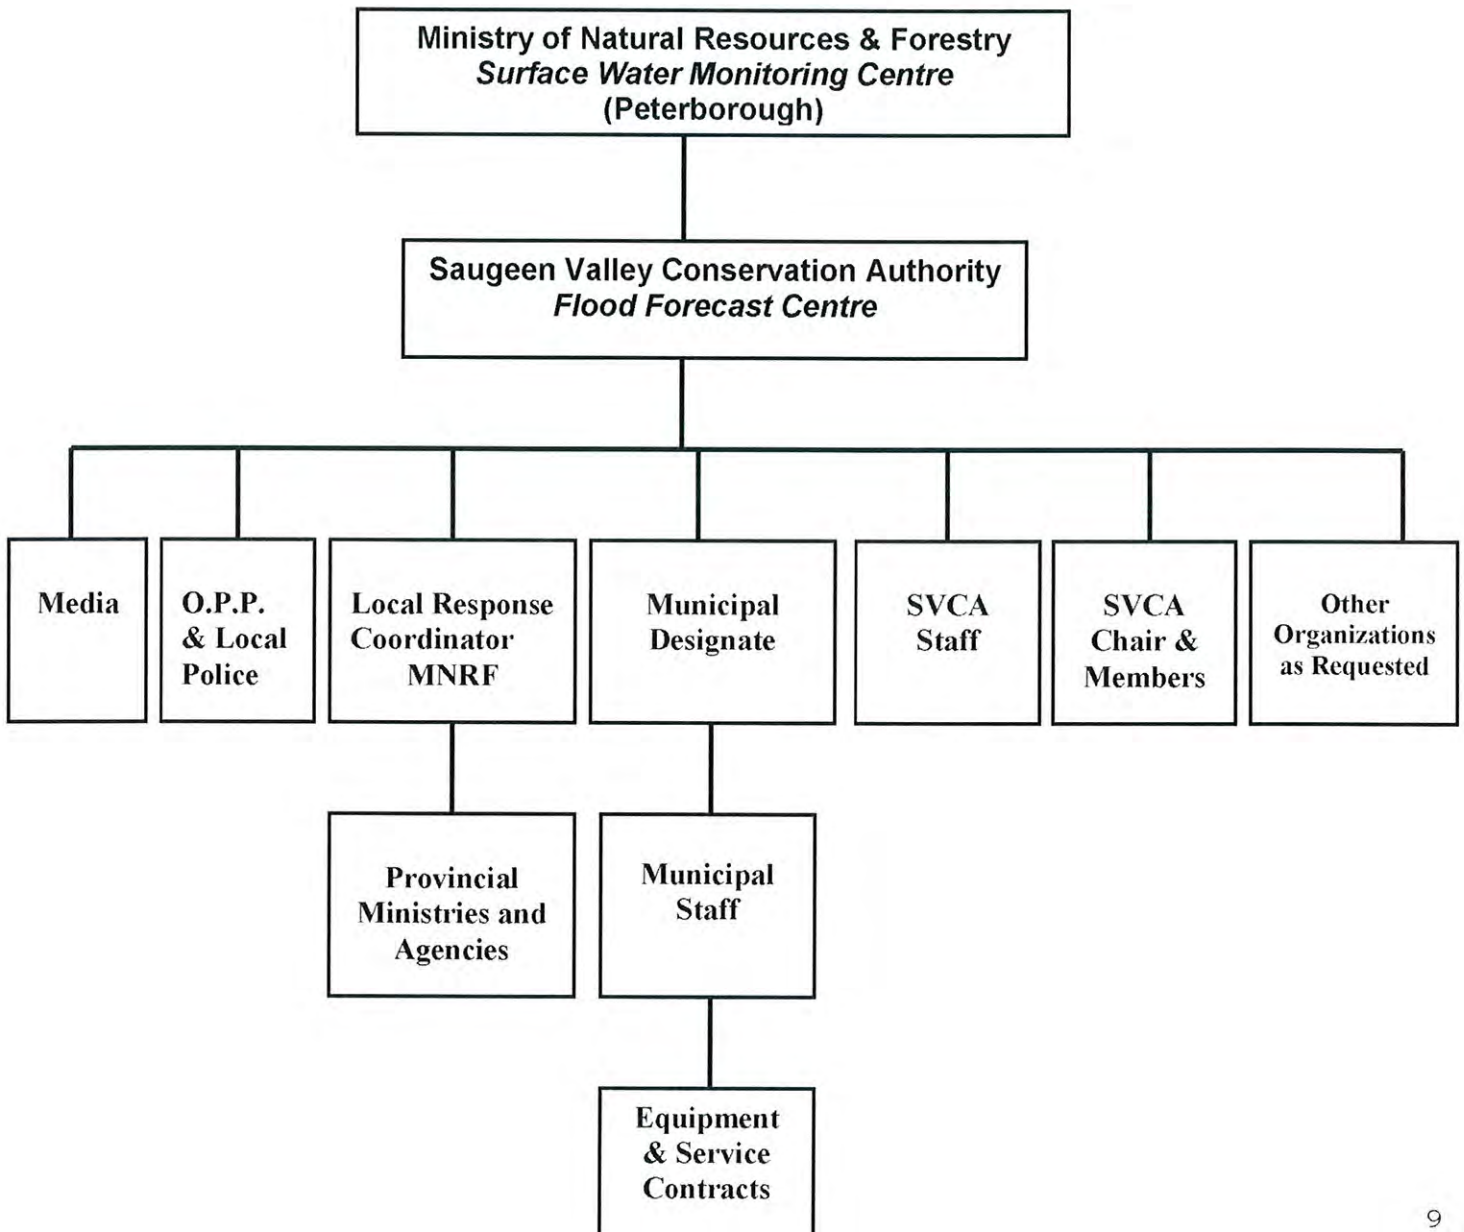 Ministry of Natural Resources & Forestry
Surface Water Monitoring Centre
(Peterborough)
Saugeen Valley Conservation Authority
Flood Forecast Centre
Media
O.P.P.
& Local
Police
Local Response
Coordinator
MNRF
Municipal
Designate
SVCA
Staff
SVCA
Chair &
Members
Other
Organizations
as Requested
Provincial
Ministries and
Agencies
Municipal
Staff
Equipment
& Service
Contracts
9